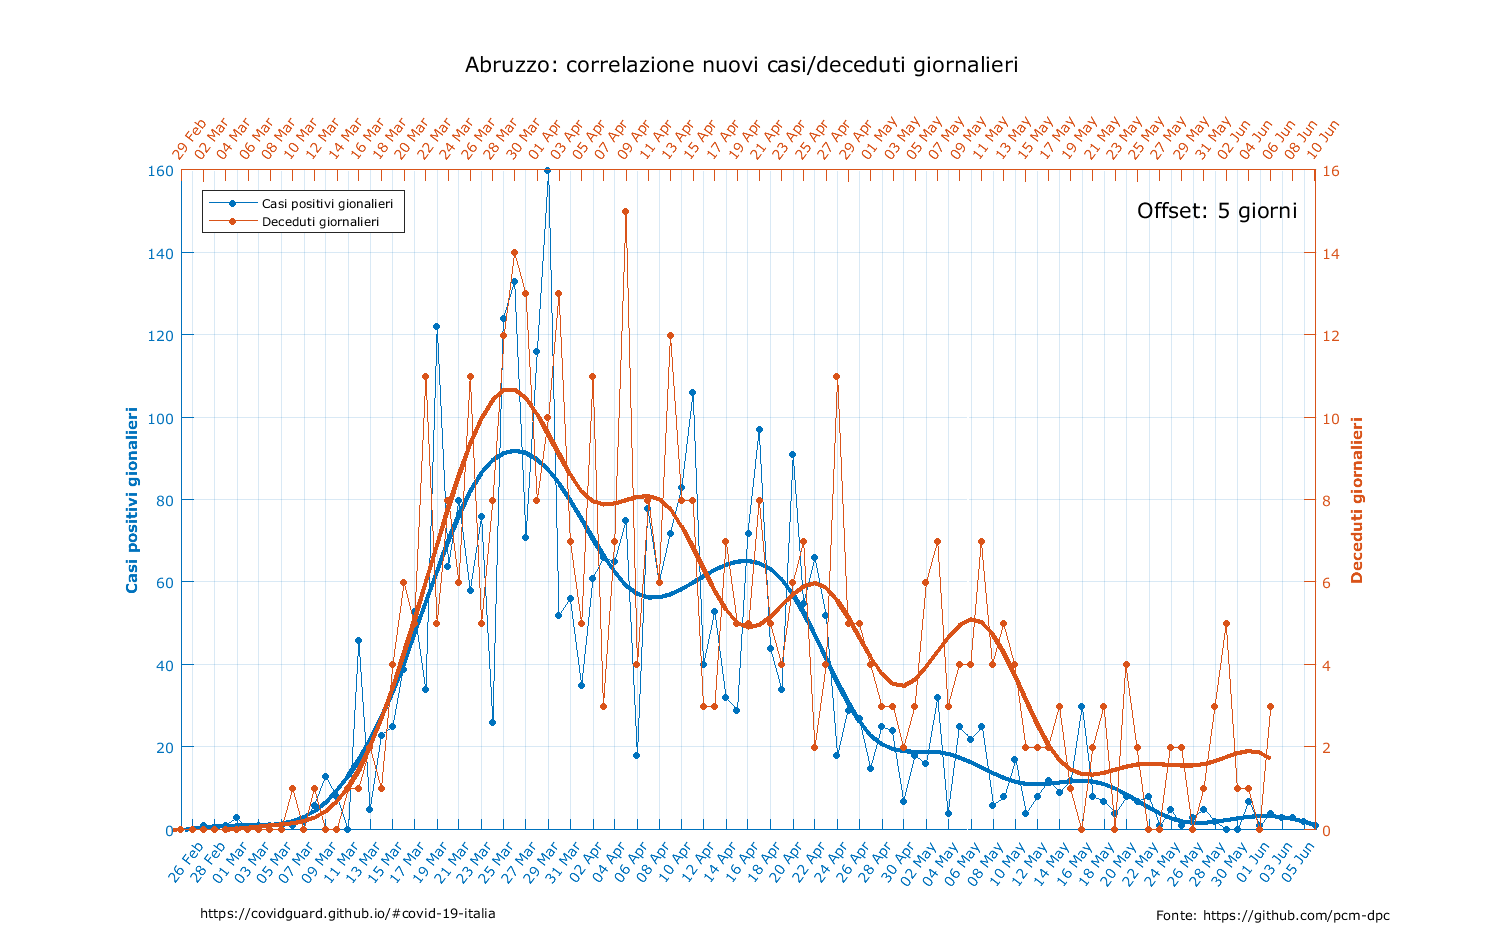 Abruzzo: correlazione nuovi casi/deceduti giornalieri
29 Feb 02 Mar 04 Mar 06 Mar 08 Mar 10 Mar 12 Mar 14 Mar 16 Mar 18 Mar 20 Mar 22 Mar 24 Mar 26 Mar 28 Mar 30 Mar 01 Apr 03 Apr 05 Apr 07 Apr 09 Apr 11 Apr 13 Apr 15 Apr 17 Apr 19 Apr 21 Apr 23 Apr 25 Apr 27 Apr 29 Apr 01 May 03 May 05 May 07 May 09 May 11 May 13 May 15 May 17 May 19 May 21 May 23 May 25 May 27 May 29 May 31 May 02 Jun 04 Jun 06 Jun 08 Jun 10 Jun
160 16
Casi positivi gionalieri
Deceduti giornalieri
Offset: 5 giorni
140 14
120 12
100 10
80 8
60 6
40 4
20 2
0 0
Casi positivi gionalieri
Deceduti giornalieri
26 Feb 28 Feb 01 Mar 03 Mar 05 Mar 07 Mar 09 Mar 11 Mar 13 Mar 15 Mar 17 Mar 19 Mar 21 Mar 23 Mar 25 Mar 27 Mar 29 Mar 31 Mar 02 Apr 04 Apr 06 Apr 08 Apr 10 Apr 12 Apr 14 Apr 16 Apr 18 Apr 20 Apr 22 Apr 24 Apr 26 Apr 28 Apr 30 Apr 02 May 04 May 06 May 08 May 10 May 12 May 14 May 16 May 18 May 20 May 22 May 24 May 26 May 28 May 30 May 01 Jun 03 Jun 05 Jun
https://covidguard.github.io/#covid-19-italia
Fonte: https://github.com/pcm-dpc